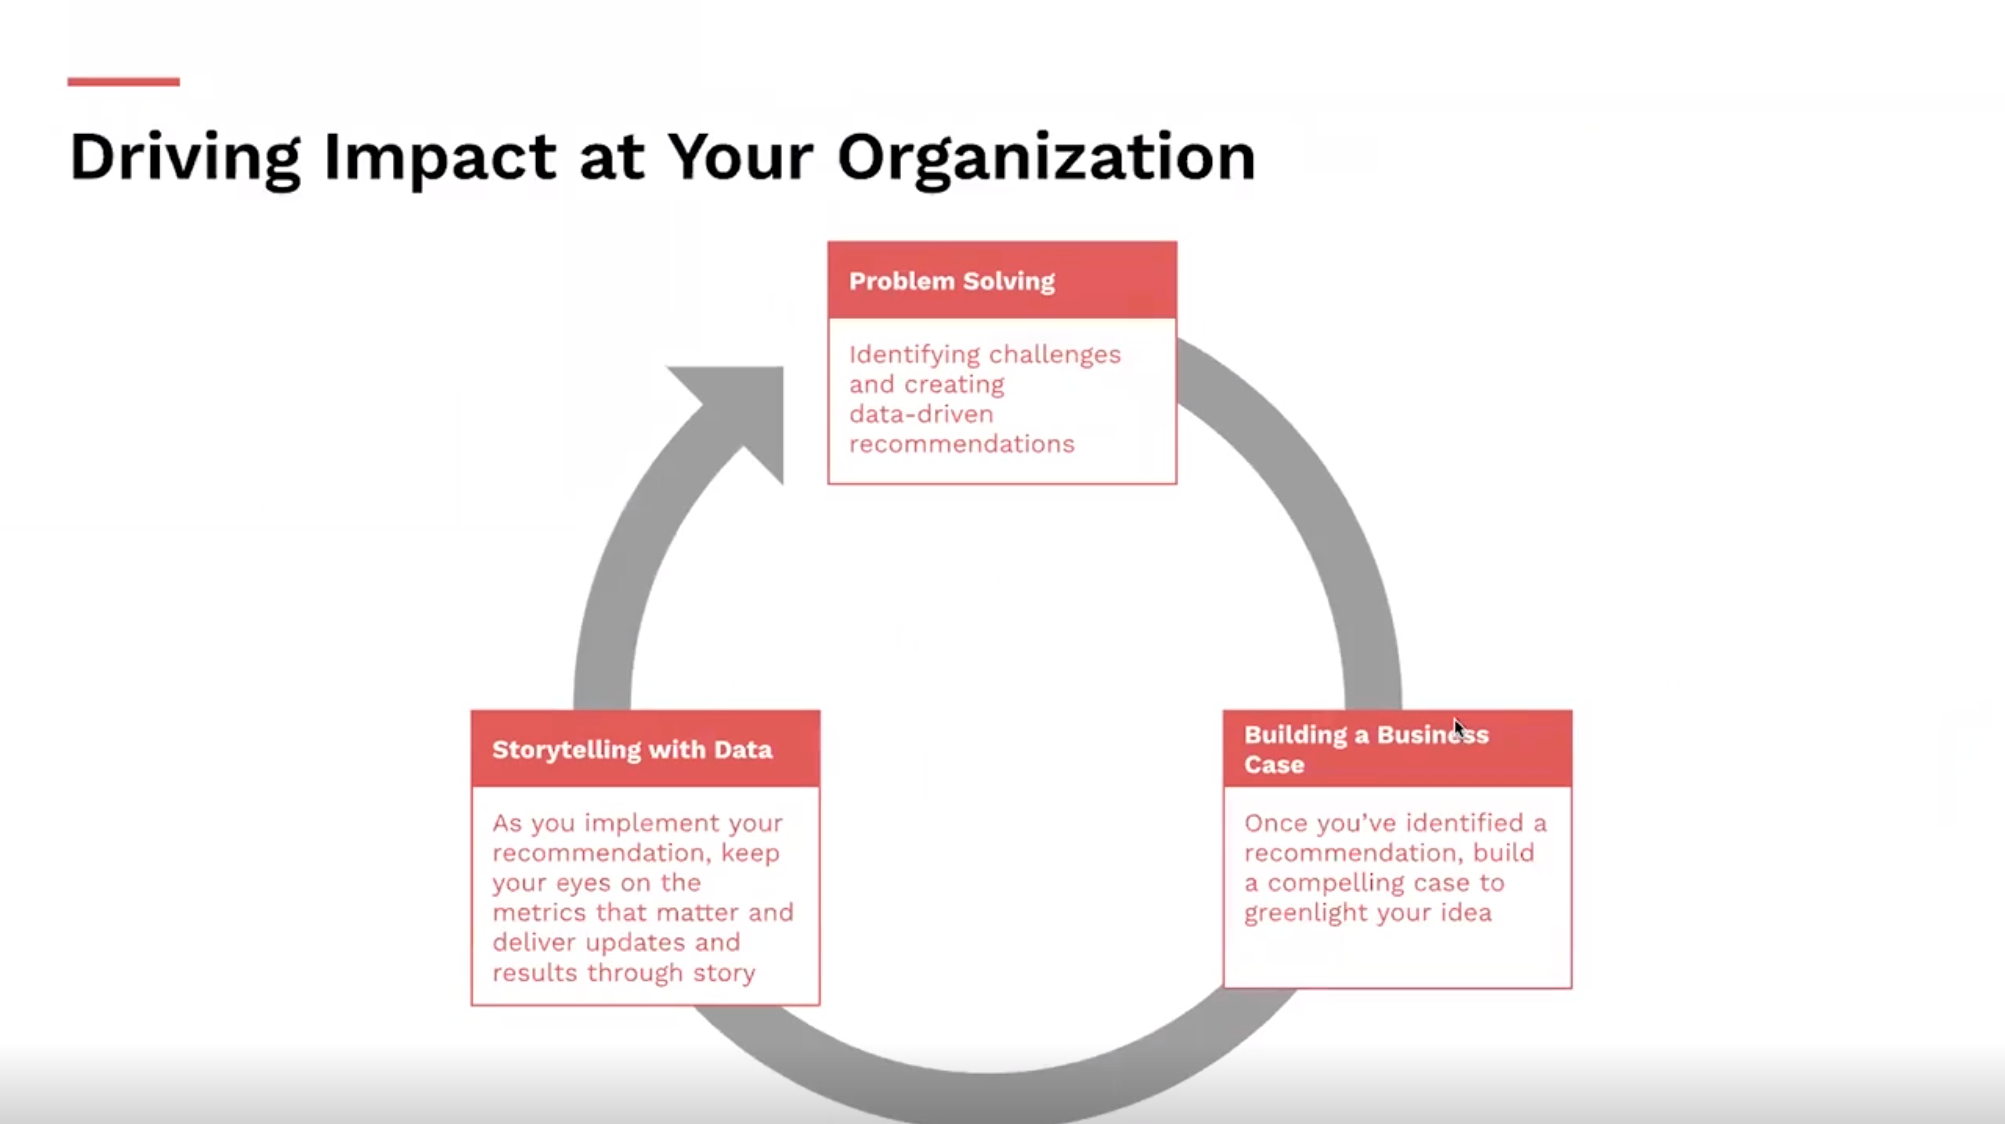 Driving Impact at Your Organization
Problem Solving
Identifying challenges
and creating
data-driven
recommendations
Building a Business
Case
Once you’ve identified a
recommendation, build
a compelling case to
greenlight your idea
Storytelling with Data
As you implement your
recommendation, keep
your eyes on the
metrics that matter and
deliver updates and
results through story